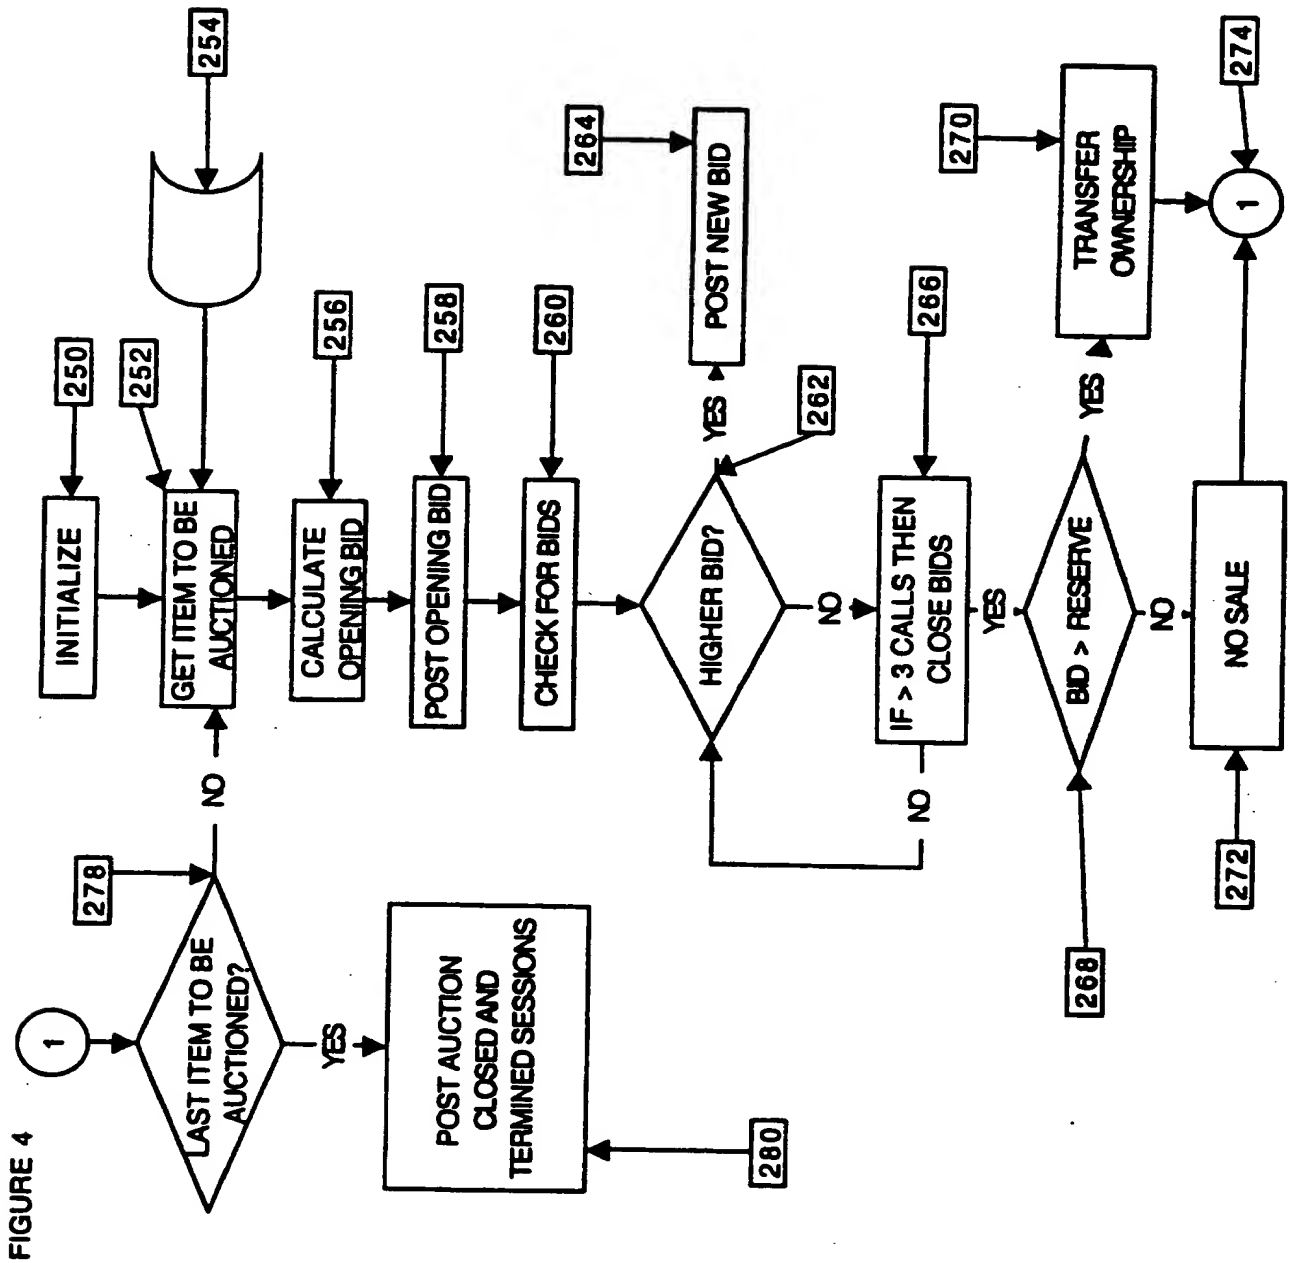 FIGURE 4
1
LAST ITEM TO BE
AUCTIONED?
278
NO
YES
POST AUCTION
CLOSED AND
TERMINED SESSIONS
280
INITIALIZE
250
252
GET ITEM TO BE
AUCTIONED
254
CALCULATE
OPENING BID
256
POST OPENING BID
258
CHECK FOR BIDS
260
HIGHER BID?
262
YES
POST NEW BID
264
NO
IF > 3 CALLS THEN
CLOSE BIDS
266
NO
YES
BID > RESERVE
268
YES
TRANSFER
OWNERSHIP
270
NO
NO SALE
272
1
274